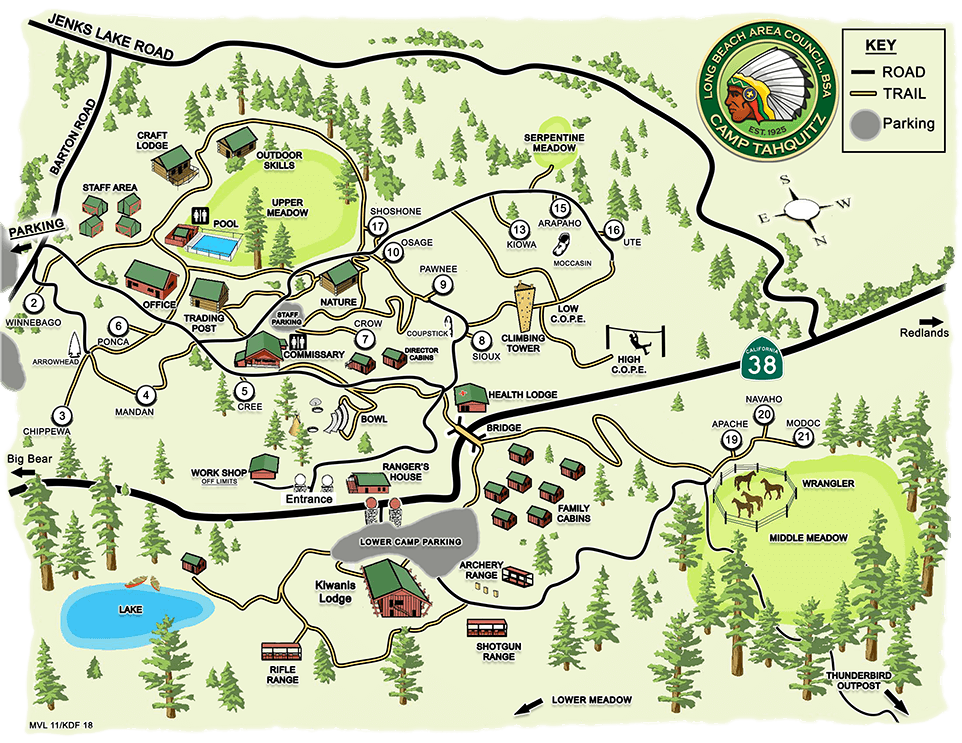 JENKS LAKE ROAD
BARTON ROAD
LONG BEACH AREA COUNCIL, BSA
EST. 1925
CAMP TAHQUITZ
KEY
ROAD
TRAIL
Parking
S
E
W
N
CRAFT
LODGE
OUTDOOR
SKILLS
SERPENTINE
MEADOW
STAFF AREA
UPPER
MEADOW
POOL
PARKING
SHOSHONE
17
10
OSAGE
15
ARAPAHO
13
KIOWA
MOCCASIN
16
UTE
PAWNEE
9
OFFICE
TRADING
POST
NATURE
STAFF
PARKING
2
WINNEBAGO
6
PONCA
ARROWHEAD
CROW
7
COUPSTICK
8
SIOUX
LOW
C.O.P.E.
CLIMBING
TOWER
HIGH
C.O.P.E.
COMMISSARY
DIRECTOR
CABINS
CALIFORNIA
38
Redlands
3
CHIPPEWA
4
MANDAN
5
CREE
BOWL
HEALTH LODGE
BRIDGE
NAVAHO
20
APACHE
19
MODOC
21
Big Bear
WORK SHOP
OFF LIMITS
Entrance
RANGER'S
HOUSE
FAMILY
CABINS
WRANGLER
MIDDLE MEADOW
LOWER CAMP PARKING
Kiwanis
Lodge
ARCHERY
RANGE
LAKE
RIFLE
RANGE
SHOTGUN
RANGE
THUNDERBIRD
OUTPOST
LOWER MEADOW
MVL 11/KDF 18